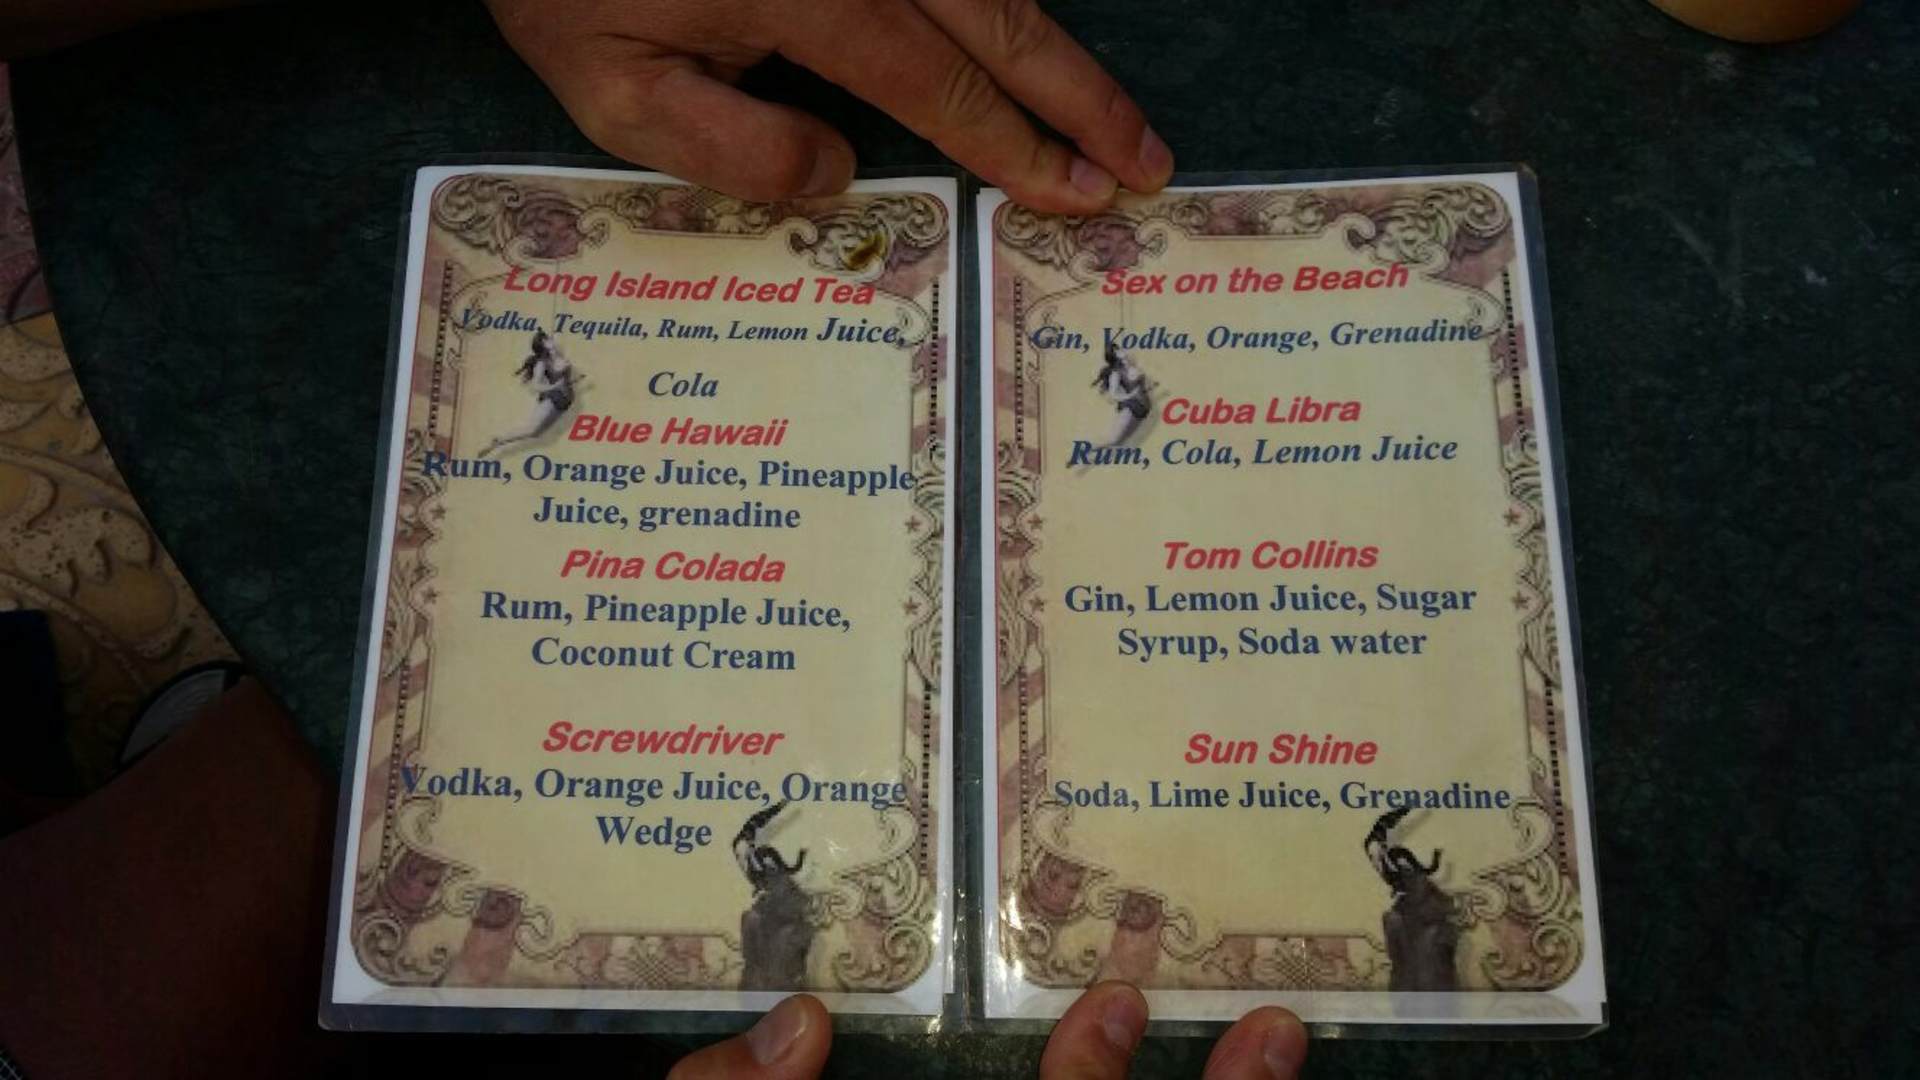 Long Island Iced Tea
Vodka, Tequila, Rum, Lemon Juice,
Cola
Blue Hawaii
Rum, Orange Juice, Pineapple
Juice, grenadine
Pina Colada
Rum, Pineapple Juice,
Coconut Cream
Screwdriver
Vodka, Orange Juice, Orange
Wedge
Sex on the Beach
Gin, Vodka, Orange, Grenadine
Cuba Libra
Rum, Cola, Lemon Juice
Tom Collins
Gin, Lemon Juice, Sugar
Syrup, Soda water
Sun Shine
Soda, Lime Juice, Grenadine